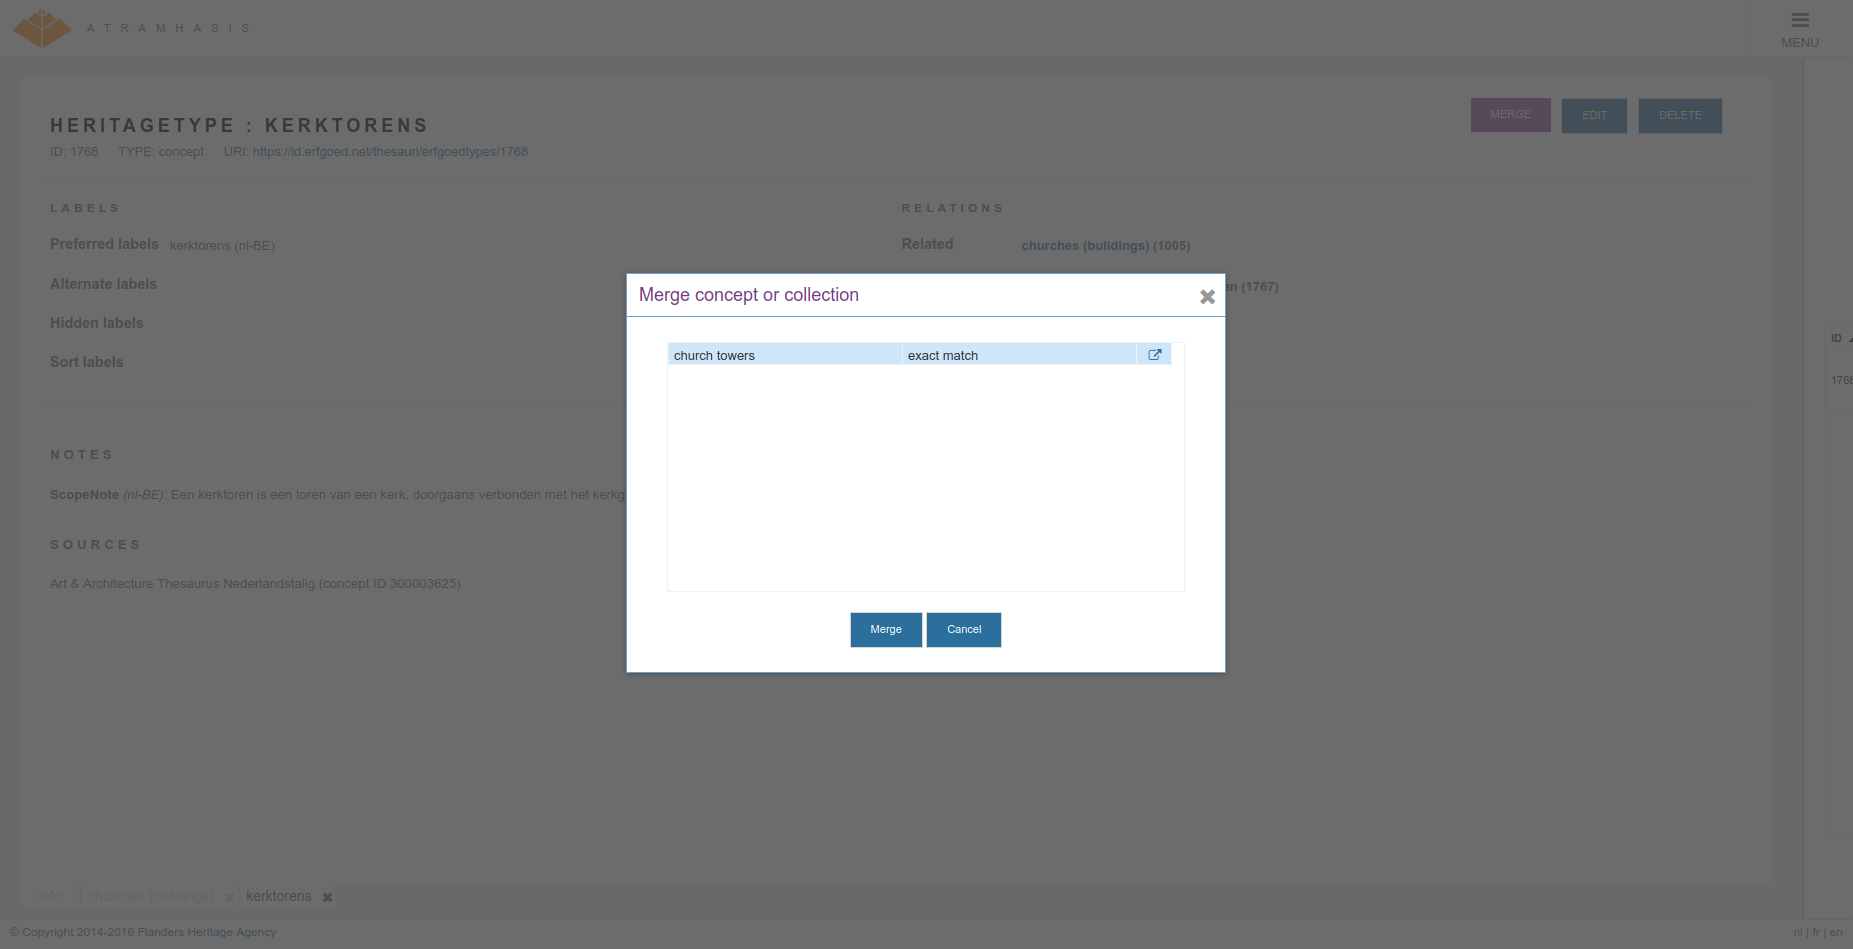 ATRAMHASIS
MENU
HERITAGETYPE : KERKTORENS
MERGE
EDIT
DELETE
ID: 1768 TYPE: concept URI: https://id.erfgoed.net/thesauri/erfgoedtypes/1768
LABELS
RELATIONS
Preferred labels kerktorens (nl-BE)
Related churches (buildings) (1005)
Alternate labels
en (1767)
Hidden labels
Sort labels
Merge concept or collection
church towers exact match
Merge
Cancel
ID
1768
NOTES
ScopeNote (nl-BE): Een kerktoren is een toren van een kerk, doorgaans verbonden met het kerkg
SOURCES
Art & Architecture Thesaurus Nederlandstalig (concept ID 300003625)
Info
churches (buildings)
kerktorens
© Copyright 2014-2016 Flanders Heritage Agency
nl | fr | en